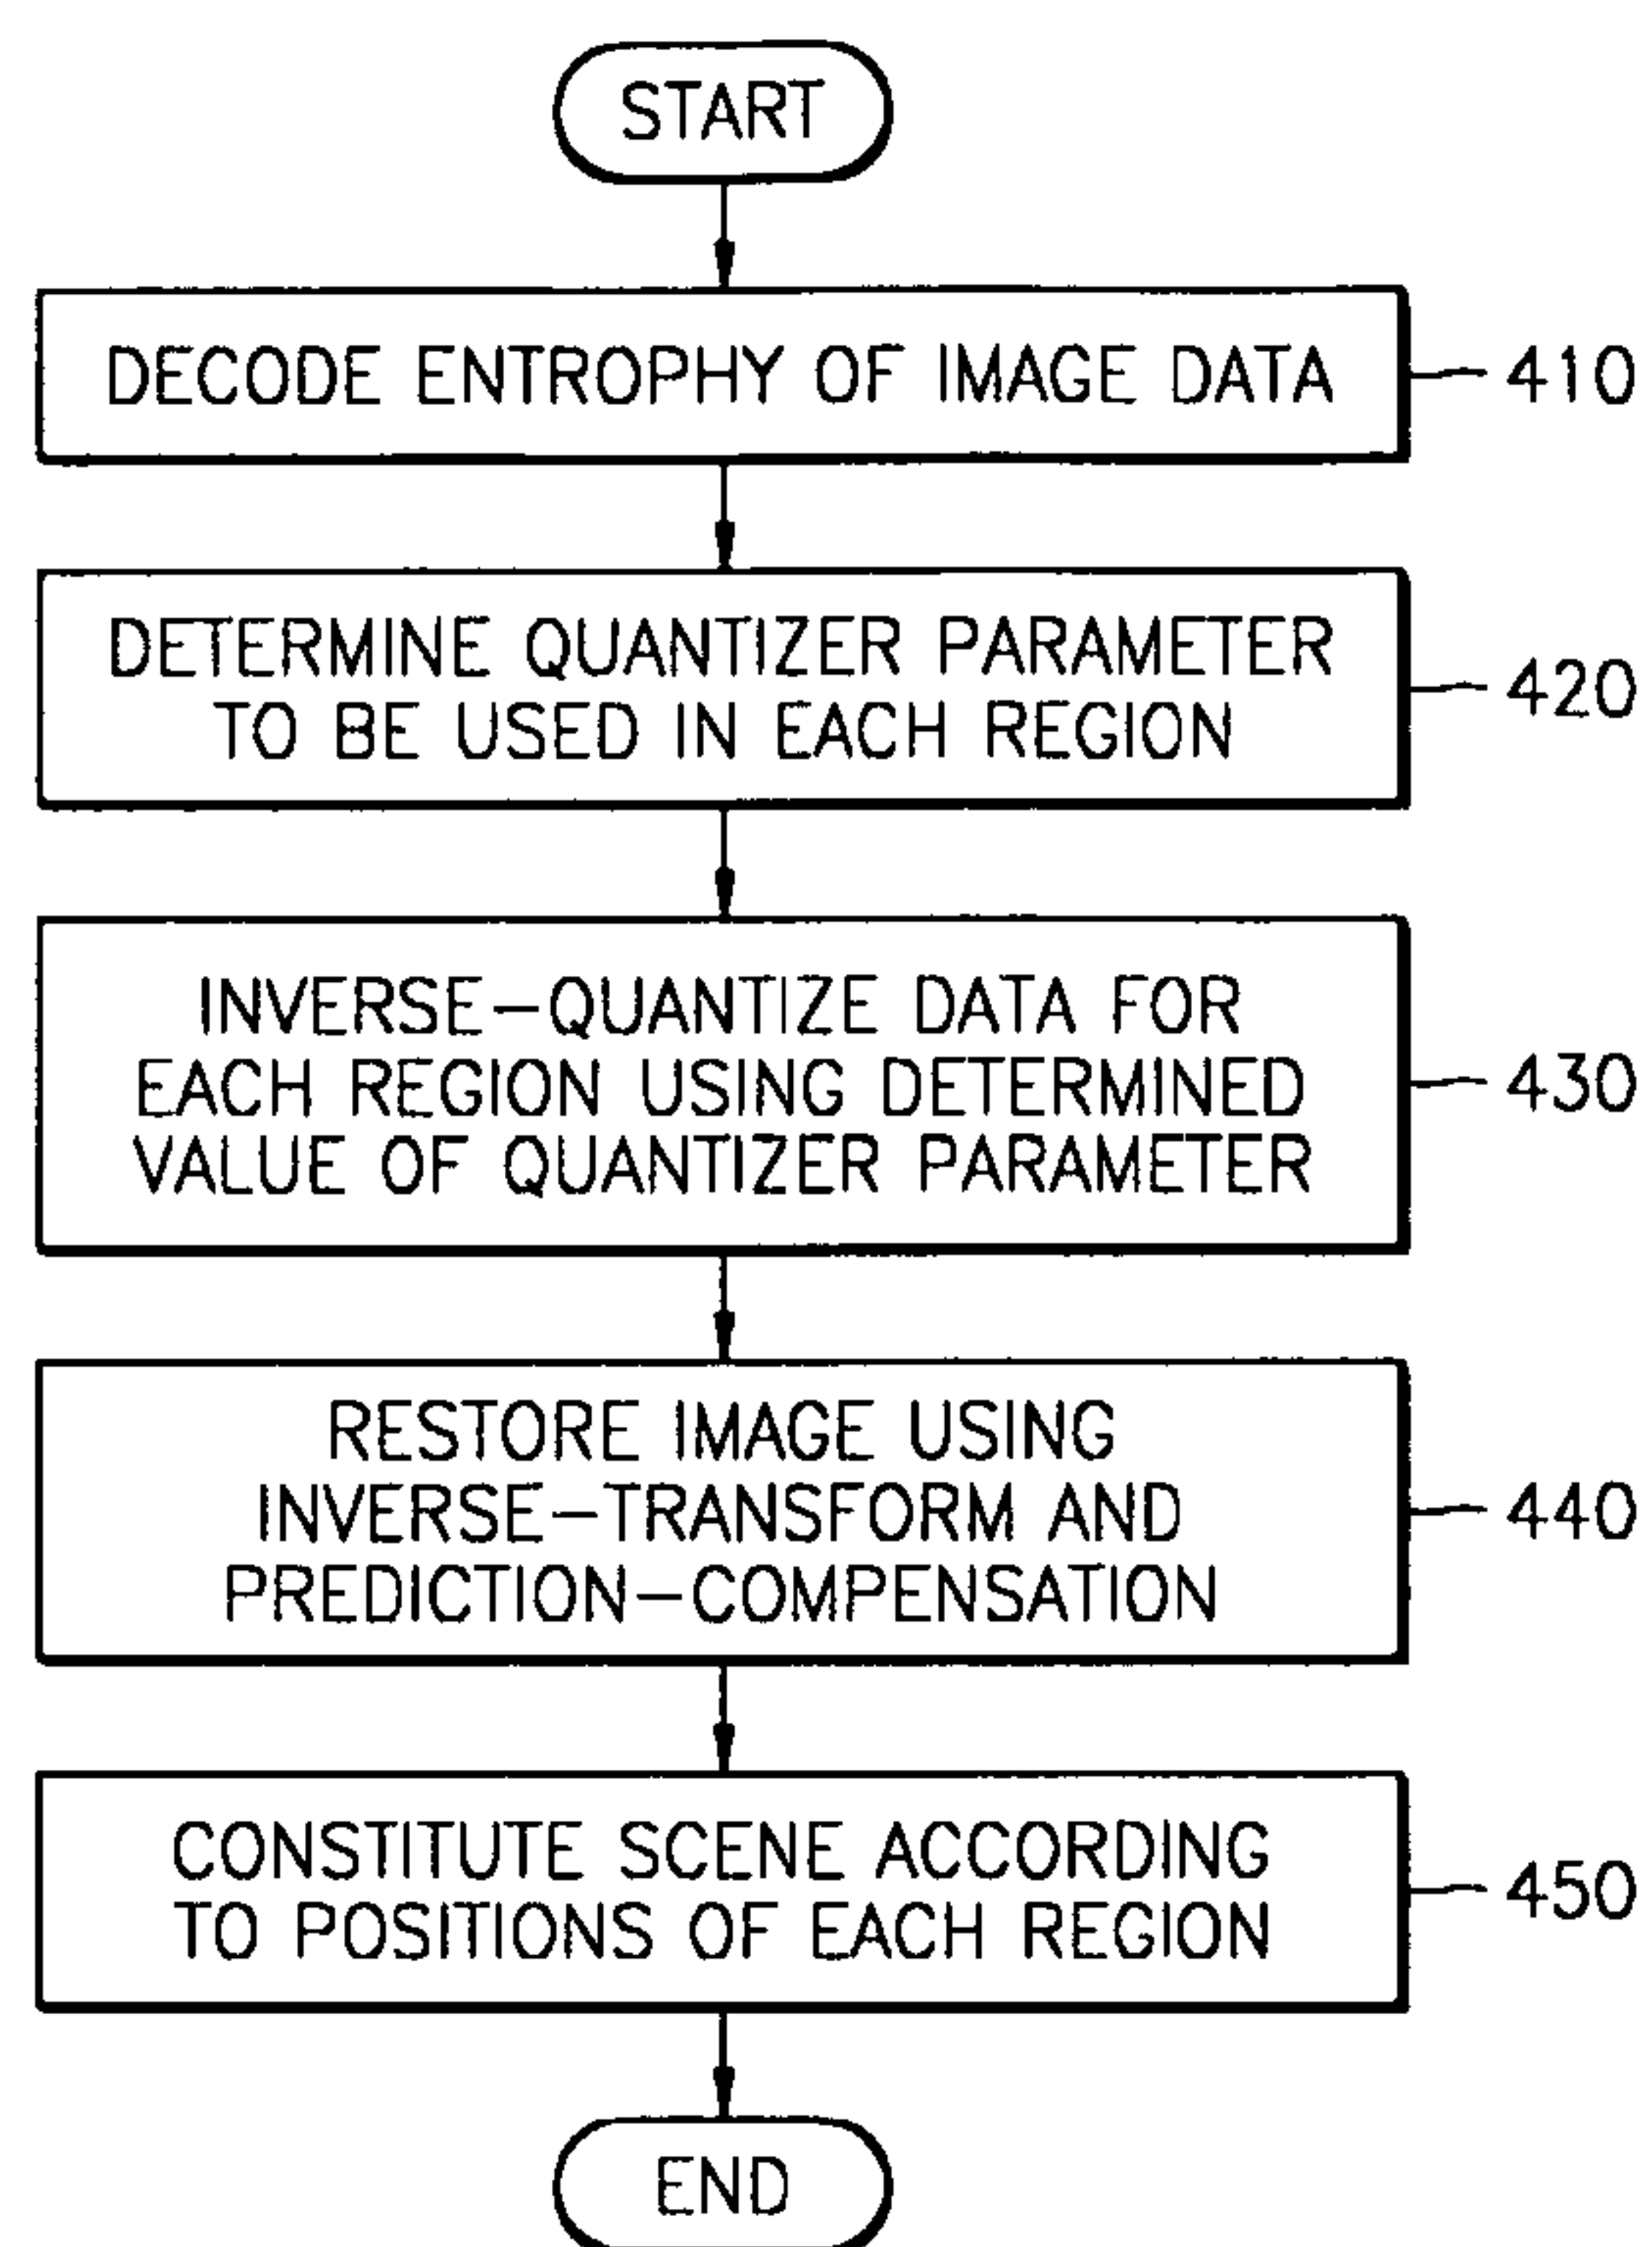 START
DECODE ENTROPHY OF IMAGE DATA
410
DETERMINE QUANTIZER PARAMETER
TO BE USED IN EACH REGION
420
INVERSE-QUANTIZE DATA FOR
EACH REGION USING DETERMINED
VALUE OF QUANTIZER PARAMETER
430
RESTORE IMAGE USING
INVERSE-TRANSFORM AND
PREDICTION-COMPENSATION
440
CONSTITUTE SCENE ACCORDING
TO POSITIONS OF EACH REGION
450
END